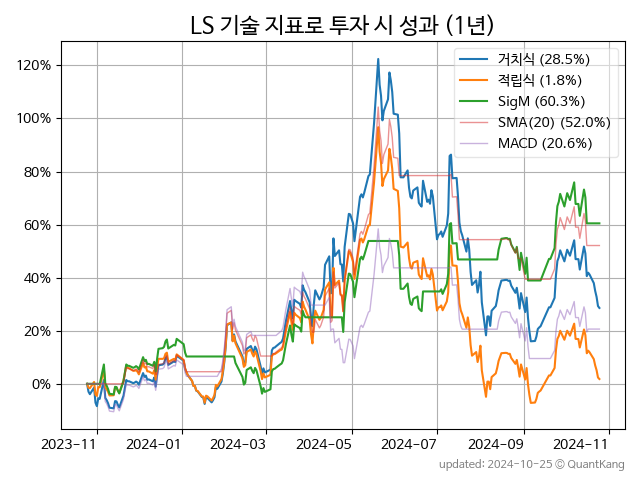 LS 기술 지표로 투자 시 성과 (1년)
거치식 (28.5%)
적립식 (1.8%)
SigM (60.3%)
SMA(20) (52.0%)
MACD (20.6%)
120%
100%
80%
60%
40%
20%
0%
2023-11 2024-01 2024-03 2024-05 2024-07 2024-09 2024-11
updated: 2024-10-25 © QuantKang